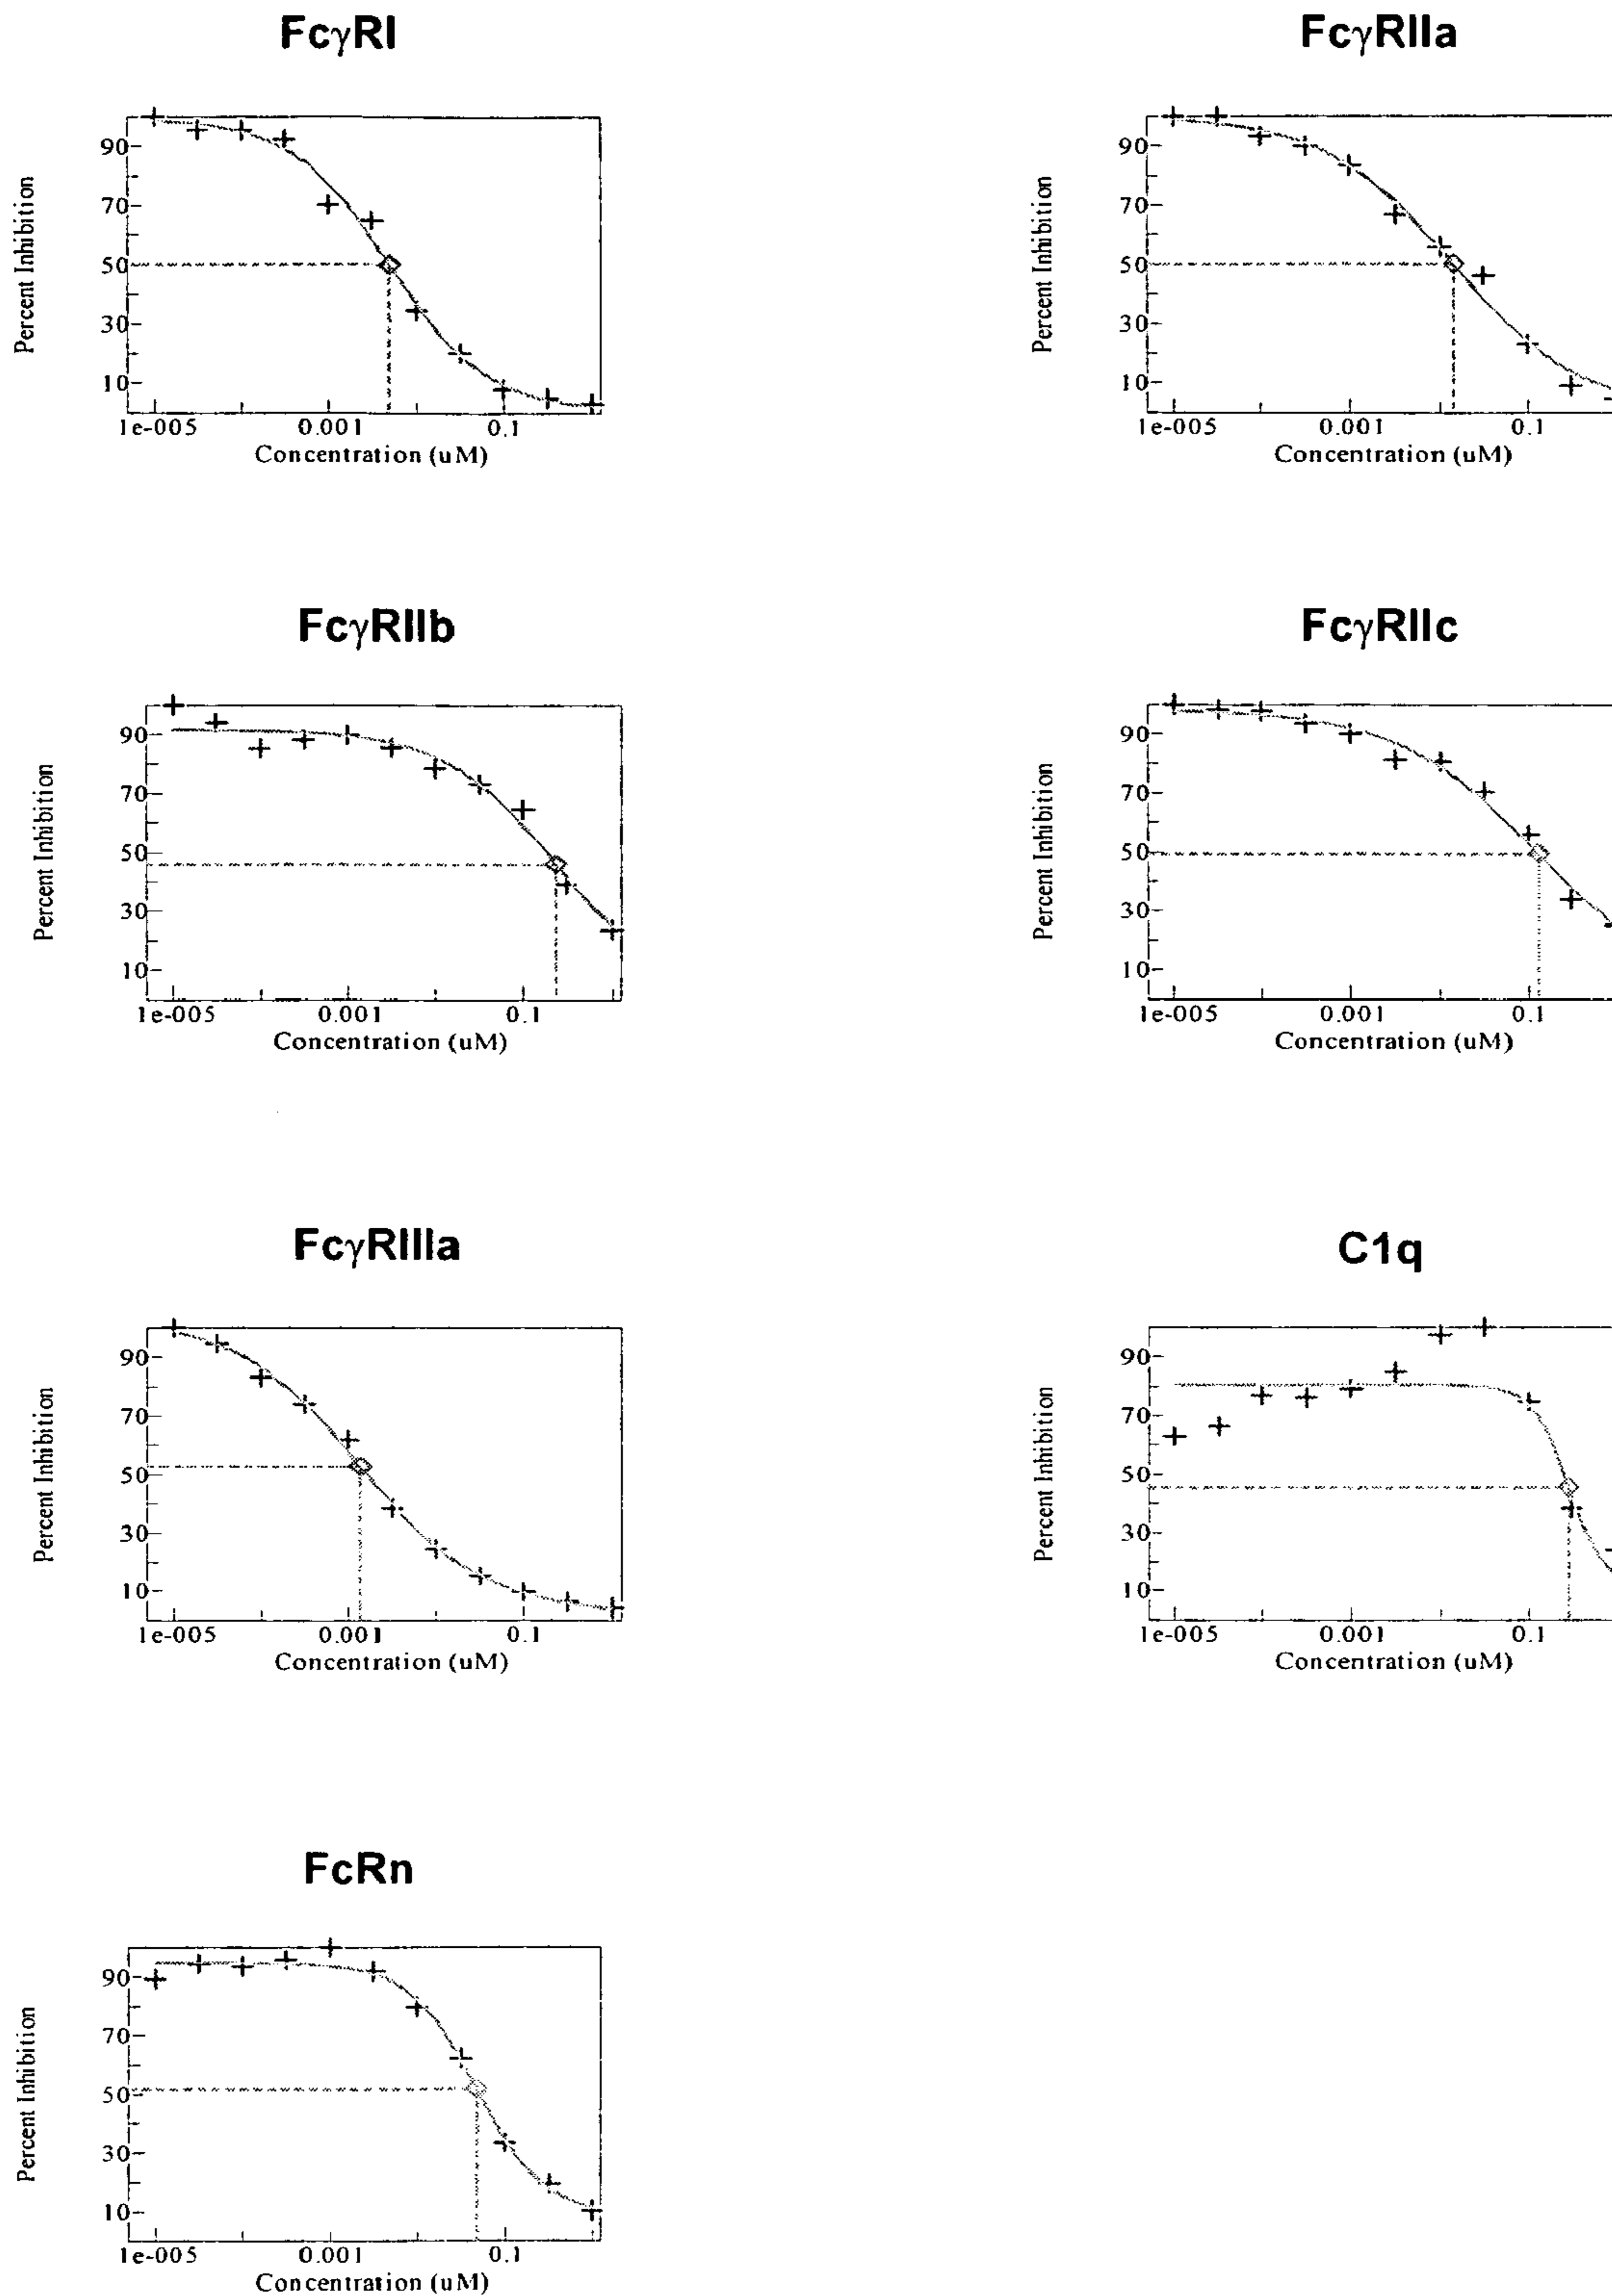 FcγRI
90
70
50
30
10
Percent Inhibition
1e-005 0.001 0.1
Concentration (uM)
FcγRIIa
90
70
50
30
10
Percent Inhibition
1e-005 0.001 0.1
Concentration (uM)
FcγRIIb
90
70
50
30
10
Percent Inhibition
1e-005 0.001 0.1
Concentration (uM)
FcγRIIc
90
70
50
30
10
Percent Inhibition
1e-005 0.001 0.1
Concentration (uM)
FcγRIIIa
90
70
50
30
10
Percent Inhibition
1e-005 0.001 0.1
Concentration (uM)
C1q
90
70
50
30
10
Percent Inhibition
1e-005 0.001 0.1
Concentration (uM)
FcRn
90
70
50
30
10
Percent Inhibition
1e-005 0.001 0.1
Concentration (uM)